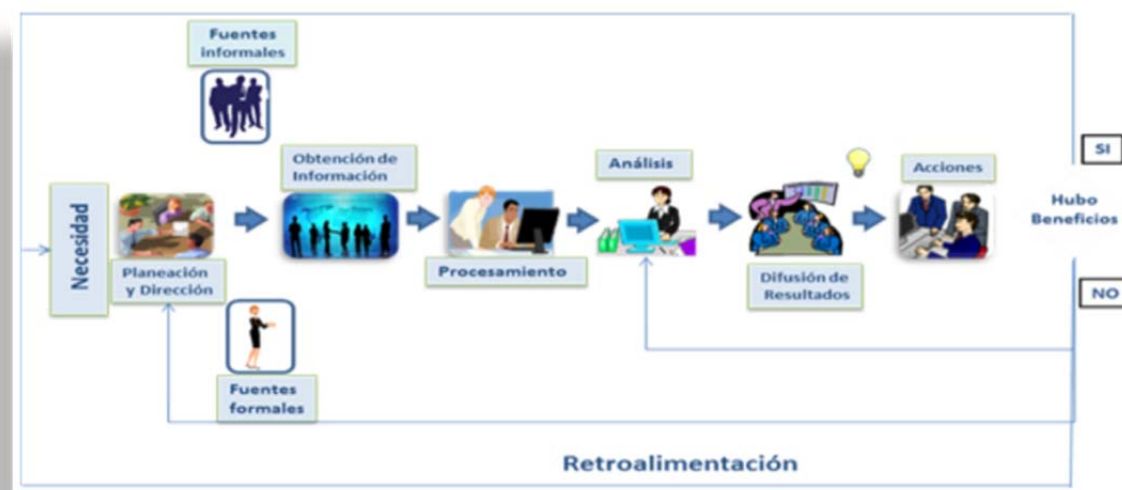 Fuentes
informales
Obtención de
Información
Análisis
Acciones
SI
Hubo
Beneficios
NO
Necesidad
Planeación
y Dirección
Procesamiento
Difusión de
Resultados
Fuentes
formales
Retroalimentación